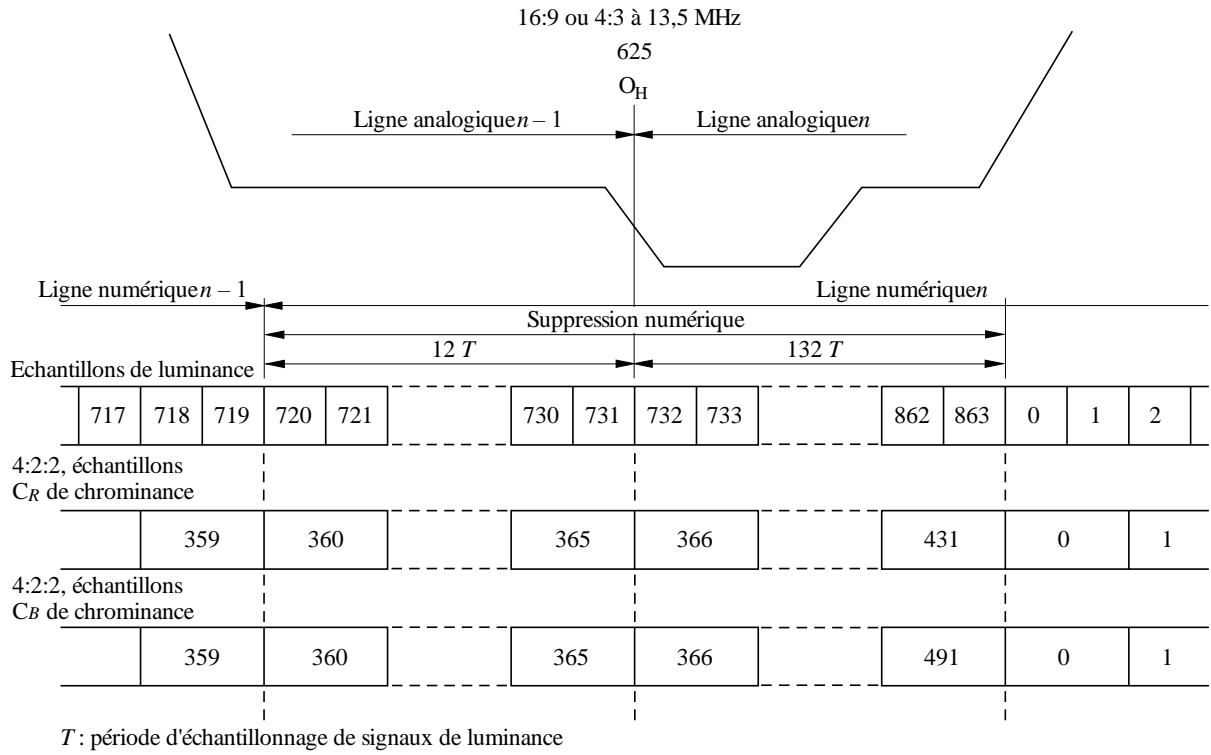 16:9 ou 4:3 à 13,5 MHz
625
O_H
Ligne analogique n – 1
Ligne analogique n
Ligne numérique n – 1
Ligne numérique n
Suppression numérique
12 T
132 T
Echantillons de luminance
717 718 719 720 721 730 731 732 733 862 863 0 1 2
4:2:2, échantillons
C_R de chrominance
359 360 365 366 431 0 1
4:2:2, échantillons
C_B de chrominance
359 360 365 366 491 0 1
T : période d'échantillonnage de signaux de luminance